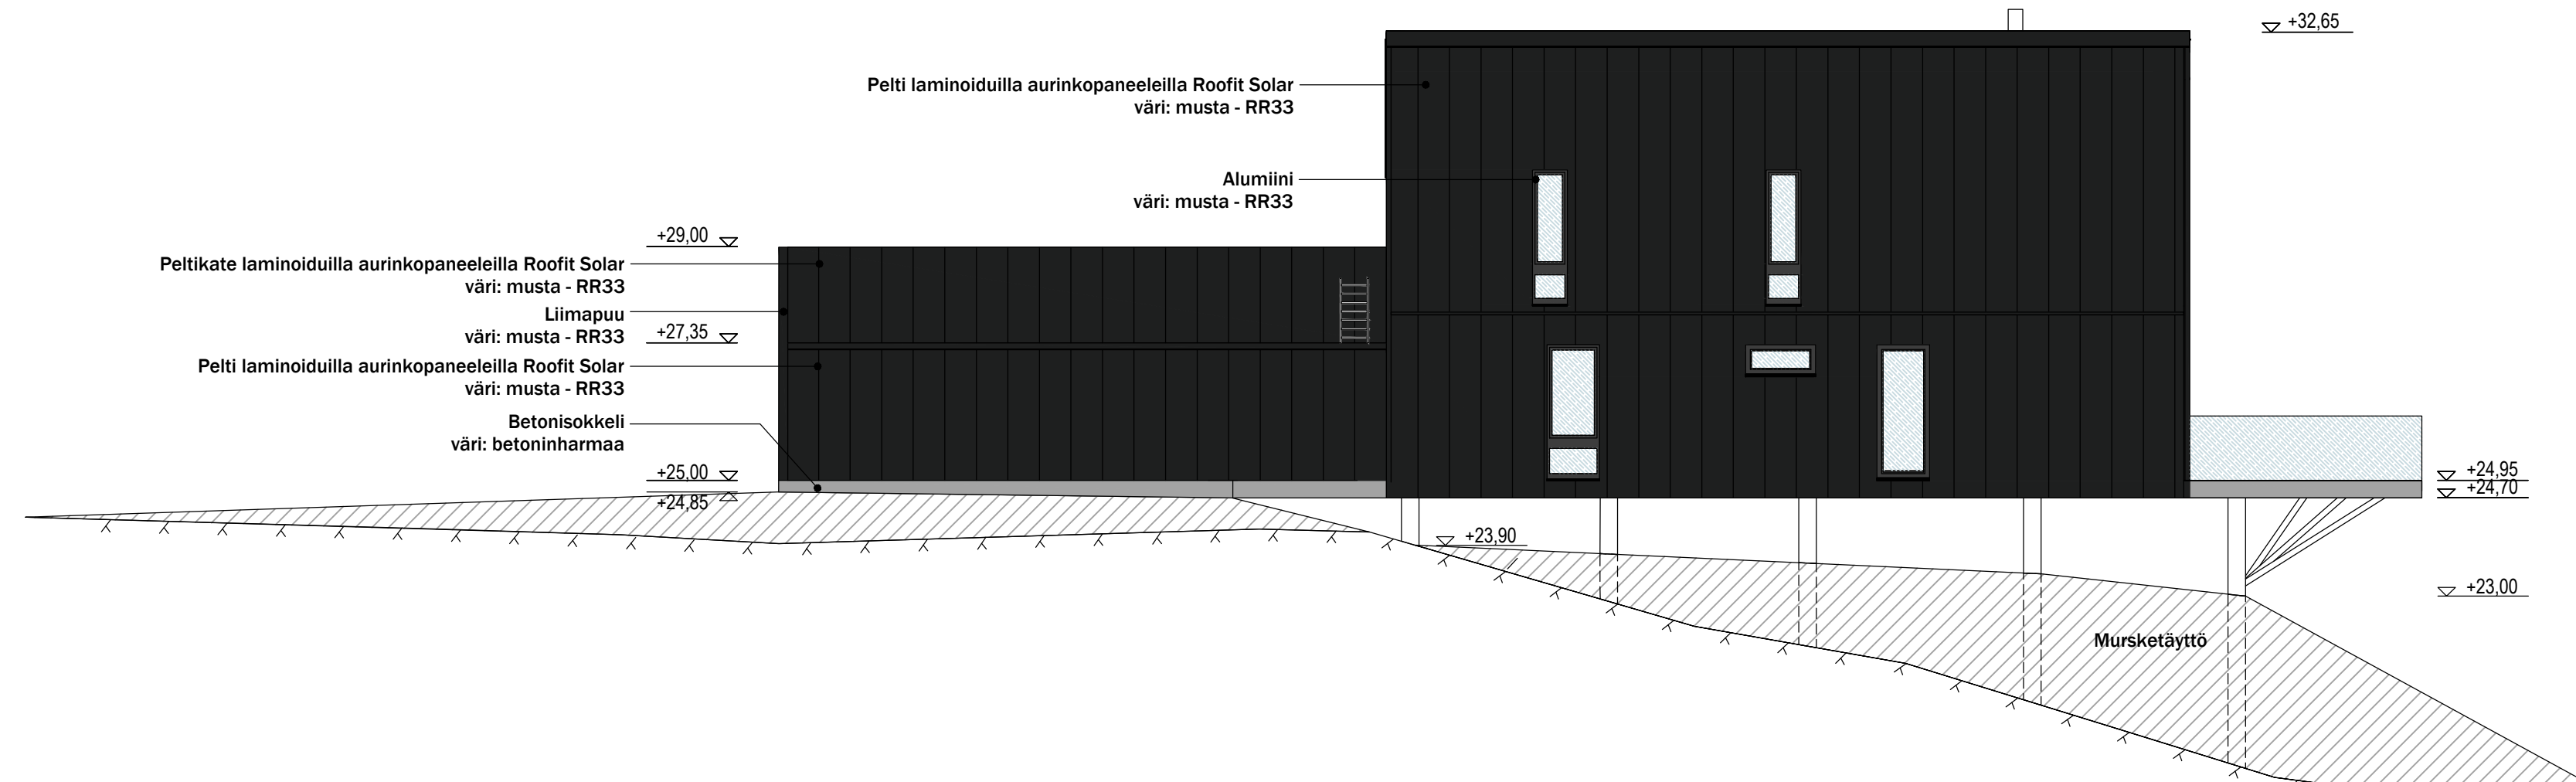 +32,65
Pelti laminoiduilla aurinkopaneeleilla Roofit Solar
väri: musta - RR33
Alumiini
väri: musta - RR33
+29,00
Peltikate laminoiduilla aurinkopaneeleilla Roofit Solar
väri: musta - RR33
Liimapuu
väri: musta - RR33
+27,35
Pelti laminoiduilla aurinkopaneeleilla Roofit Solar
väri: musta - RR33
Betonisokkeli
väri: betoninharmaa
+25,00
+24,85
+24,95
+24,70
+23,90
+23,00
Mursketäyttö